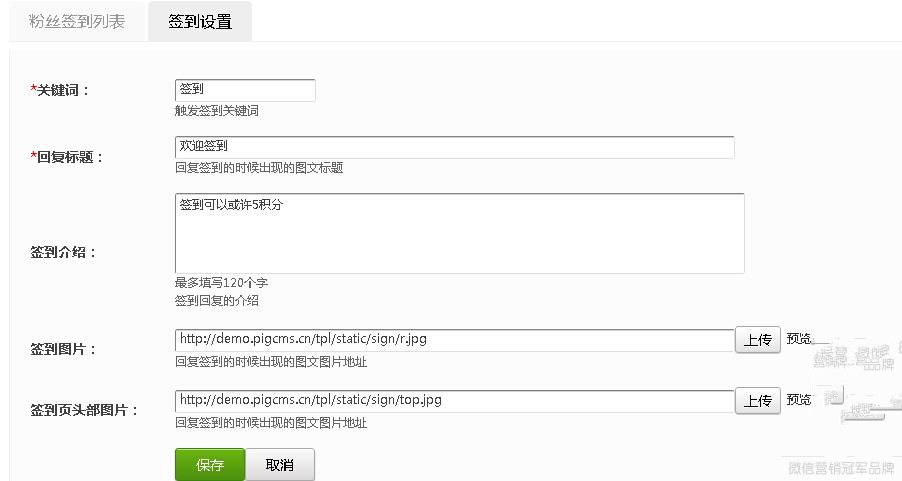 粉丝签到列表 签到设置
*关键词： 签到
触发签到关键词
*回复标题： 欢迎签到
回复签到的时候出现的图文标题
签到介绍： 签到可以或许5积分
最多填写120个字
签到回复的介绍
签到图片： http://demo.pigcms.cn/tpl/static/sign/r.jpg 上传 预览
回复签到的时候出现的图文图片地址
签到页头部图片： http://demo.pigcms.cn/tpl/static/sign/top.jpg 上传 预览
回复签到的时候出现的图文图片地址
保存 取消
微信营销冠军品牌